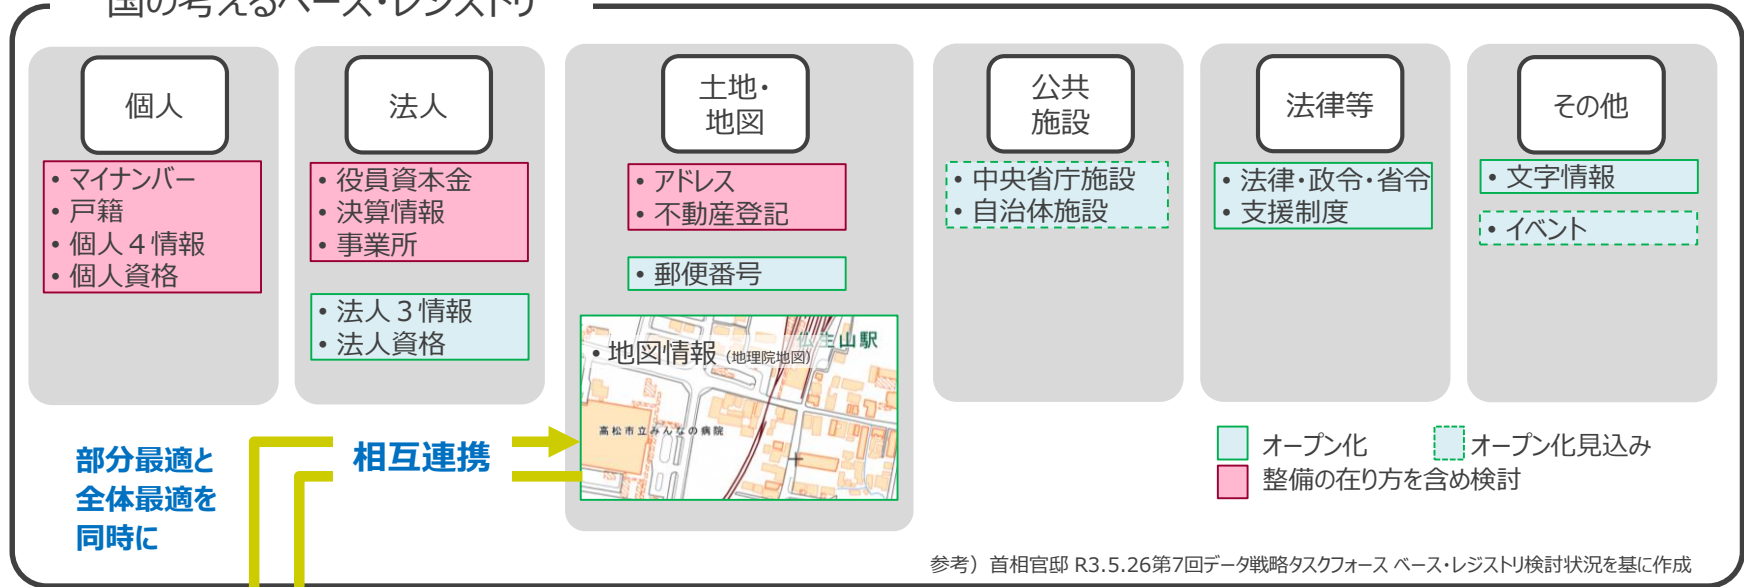 国の考えるベース・レジストリ
個人
・マイナンバー
・戸籍
・個人４情報
・個人資格
法人
・役員資本金
・決算情報
・事業所
・法人３情報
・法人資格
土地・
地図
・アドレス
・不動産登記
・郵便番号
・地図情報（地理院地図）
仏生山駅
高松市立みんなの病院
公共
施設
・中央省庁施設
・自治体施設
法律等
・法律・政令・省令
・支援制度
その他
・文字情報
・イベント
部分最適と
全体最適を
同時に
相互連携
オープン化 オープン化見込み
整備の在り方を含め検討
参考）首相官邸 R3.5.26第7回データ戦略タスクフォース ベース・レジストリ検討状況を基に作成